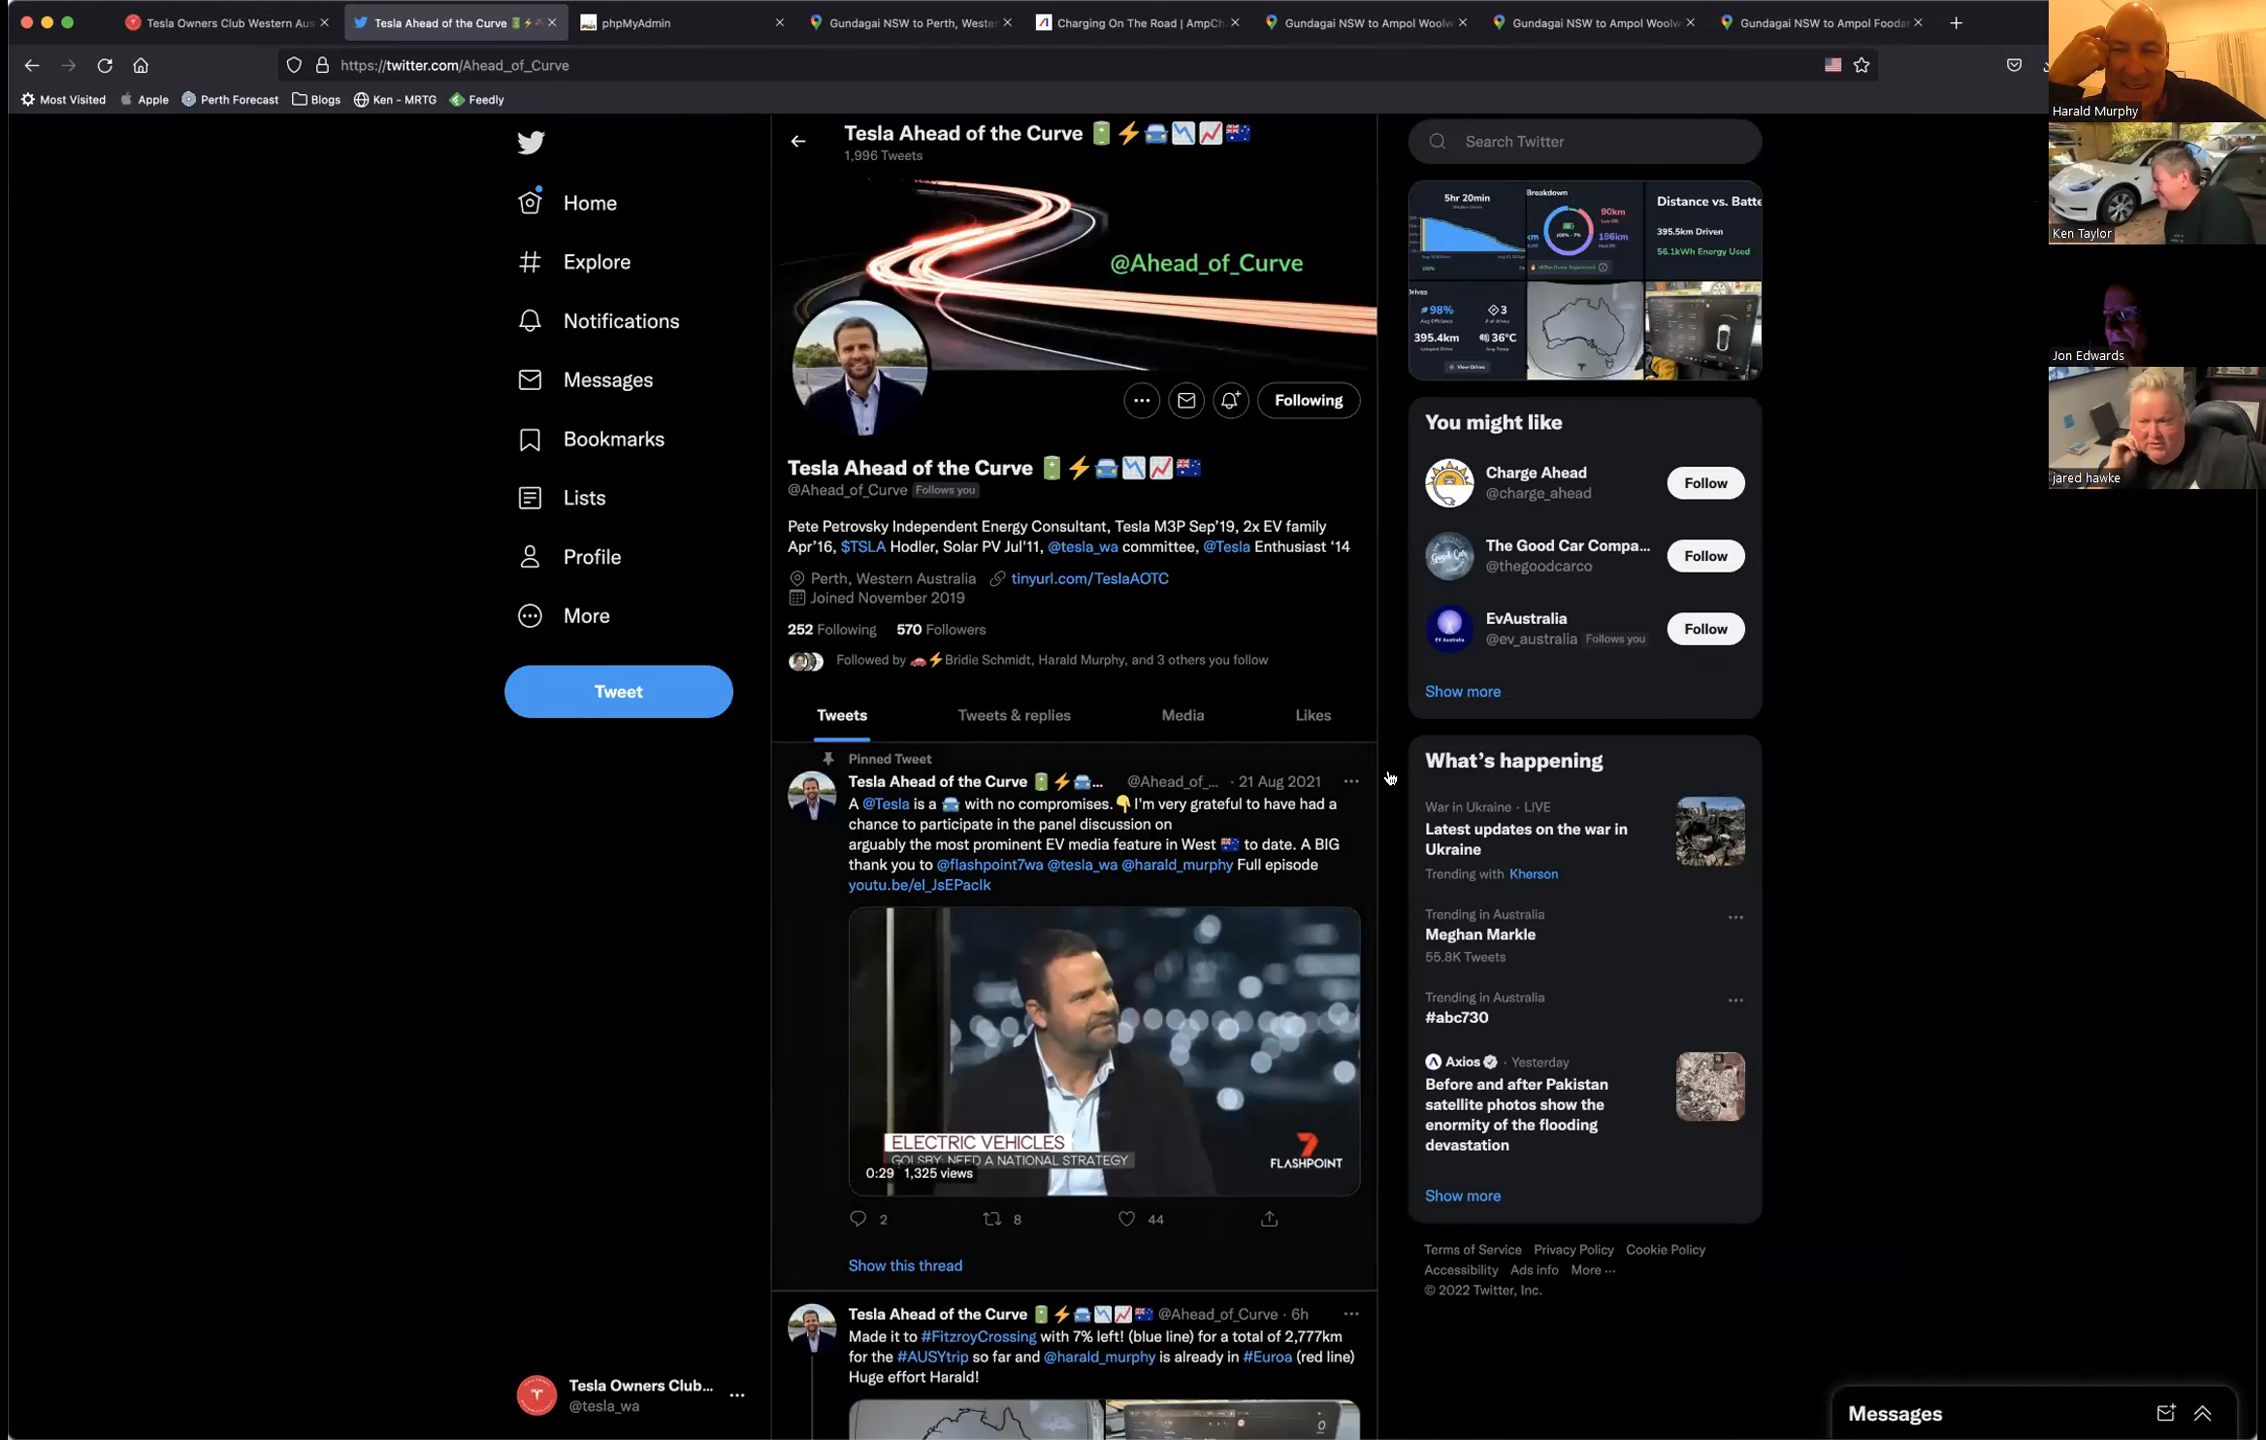 Tesla Owners Club Western Aus
Tesla Ahead of the Curve
phpMyAdmin
Gundagai NSW to Perth, Weste
Charging On The Road | AmpCh
Gundagai NSW to Ampol Woolw
Gundagai NSW to Ampol Woolw
Gundagai NSW to Ampol Fooda
https://twitter.com/Ahead_of_Curve
Most Visited
Apple
Perth Forecast
Blogs
Ken - MRTG
Feedly
Harald Murphy
Ken Taylor
Jon Edwards
jared hawke
Home
Explore
Notifications
Messages
Bookmarks
Lists
Profile
More
Tweet
Tesla Owners Club...
@tesla_wa
Tesla Ahead of the Curve 🔋⚡🚘📉📈🇦🇺
1,996 Tweets
@Ahead_of_Curve
Following
Tesla Ahead of the Curve 🔋⚡🚘📉📈🇦🇺
@Ahead_of_Curve Follows you
Pete Petrovsky Independent Energy Consultant, Tesla M3P Sep'19, 2x EV family
Apr'16, $TSLA Hodler, Solar PV Jul'11, @tesla_wa committee, @Tesla Enthusiast '14
Perth, Western Australia tinyurl.com/TeslaAOTC
Joined November 2019
252 Following 570 Followers
Followed by 🚗⚡Bridie Schmidt, Harald Murphy, and 3 others you follow
Tweets
Tweets & replies
Media
Likes
Pinned Tweet
Tesla Ahead of the Curve 🔋⚡🚘... @Ahead_of_... · 21 Aug 2021
A @Tesla is a 🚘 with no compromises.👇I'm very grateful to have had a
chance to participate in the panel discussion on
arguably the most prominent EV media feature in West 🇦🇺 to date. A BIG
thank you to @flashpoint7wa @tesla_wa @harald_murphy Full episode
youtu.be/el_JsEPaclk
ELECTRIC VEHICLES
GOLSBY: NEED A NATIONAL STRATEGY
0:29 1,325 views
7
FLASHPOINT
2
8
44
Show this thread
Tesla Ahead of the Curve 🔋⚡🚘📉📈🇦🇺 @Ahead_of_Curve · 6h
Made it to #FitzroyCrossing with 7% left! (blue line) for a total of 2,777km
for the #AUSYtrip so far and @harald_murphy is already in #Euroa (red line)
Huge effort Harald!
Search Twitter
5hr 20min
Breakdown
90km
186km
Distance vs. Batte
395.5km Driven
56.1kWh Energy Used
rives
98%
3
395.4km
36°C
View Drives
You might like
Charge Ahead
@charge_ahead
Follow
The Good Car Compa...
@thegoodcarco
Follow
EvAustralia
@ev_australia Follows you
Follow
Show more
What's happening
War in Ukraine · LIVE
Latest updates on the war in
Ukraine
Trending with Kherson
Trending in Australia
Meghan Markle
55.8K Tweets
Trending in Australia
#abc730
Axios · Yesterday
Before and after Pakistan
satellite photos show the
enormity of the flooding
devastation
Show more
Terms of Service Privacy Policy Cookie Policy
Accessibility Ads info More ···
© 2022 Twitter, Inc.
Messages